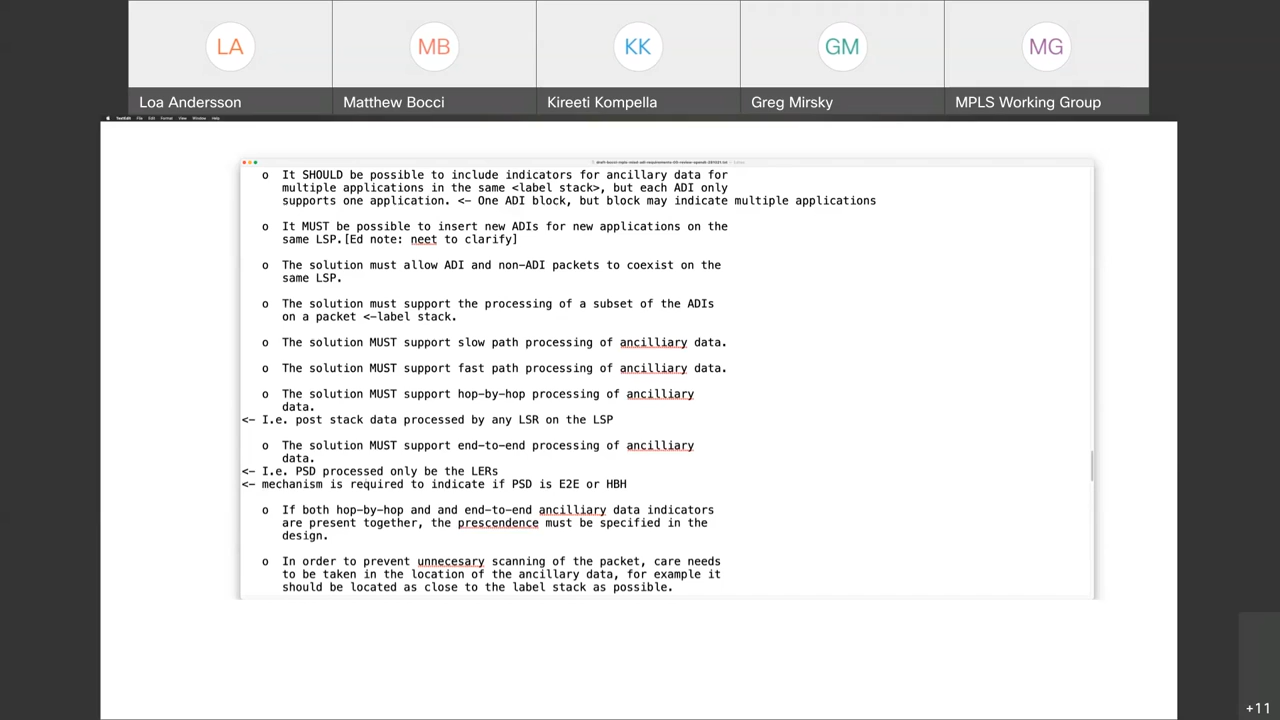 LA
MB
KK
GM
MG
Loa Andersson
Matthew Bocci
Kireeti Kompella
Greg Mirsky
MPLS Working Group
TextEdit File Edit Format View Window Help
o It SHOULD be possible to include indicators for ancillary data for
multiple applications in the same <label stack>, but each ADI only
supports one application. <- One ADI block, but block may indicate multiple applications
o It MUST be possible to insert new ADIs for new applications on the
same LSP.[Ed note: neet to clarify]
o The solution must allow ADI and non-ADI packets to coexist on the
same LSP.
o The solution must support the processing of a subset of the ADIs
on a packet <-label stack.
o The solution MUST support slow path processing of ancilliary data.
o The solution MUST support fast path processing of ancilliary data.
o The solution MUST support hop-by-hop processing of ancilliary
data.
<- I.e. post stack data processed by any LSR on the LSP
o The solution MUST support end-to-end processing of ancilliary
data.
<- I.e. PSD processed only be the LERs
<- mechanism is required to indicate if PSD is E2E or HBH
o If both hop-by-hop and and end-to-end ancilliary data indicators
are present together, the prescendence must be specified in the
design.
o In order to prevent unnecesary scanning of the packet, care needs
to be taken in the location of the ancillary data, for example it
should be located as close to the label stack as possible.
+11